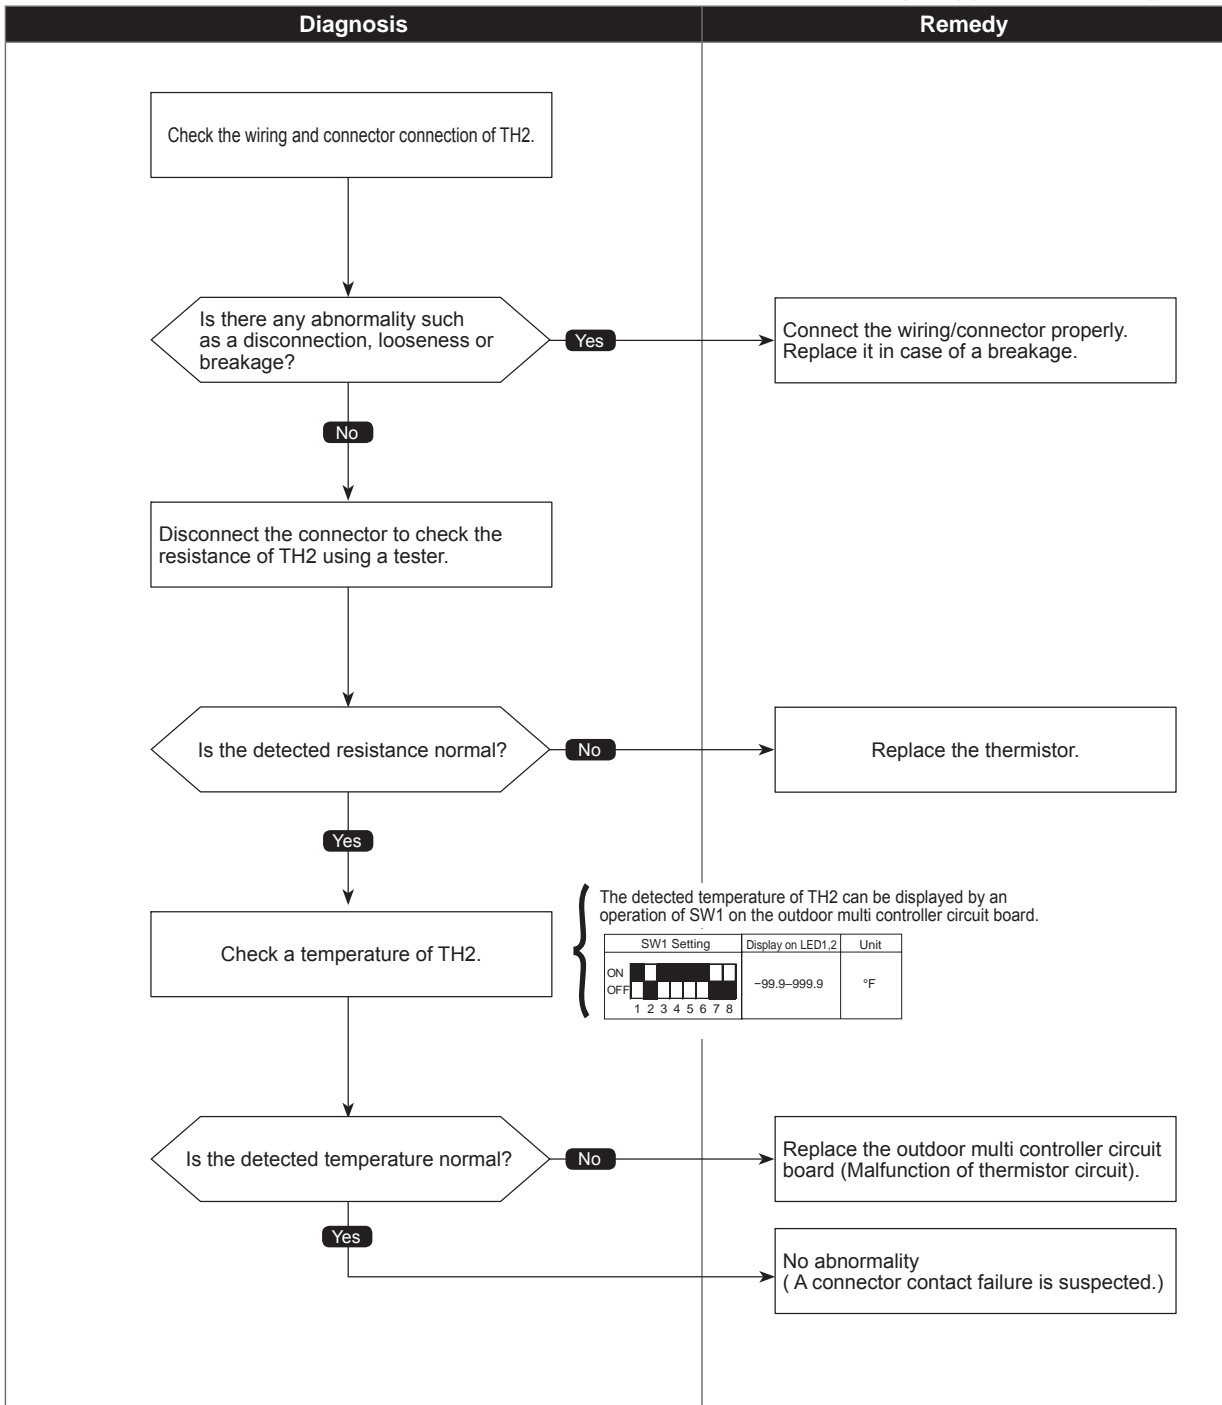 Diagnosis
Remedy
Check the wiring and connector connection of TH2.
Is there any abnormality such
as a disconnection, looseness or
breakage?
Yes
Connect the wiring/connector properly.
Replace it in case of a breakage.
No
Disconnect the connector to check the
resistance of TH2 using a tester.
Is the detected resistance normal?
No
Replace the thermistor.
Yes
Check a temperature of TH2.
The detected temperature of TH2 can be displayed by an
operation of SW1 on the outdoor multi controller circuit board.
SW1 Setting
Display on LED1,2
Unit
ON
OFF
1 2 3 4 5 6 7 8
−99.9–999.9
°F
Is the detected temperature normal?
No
Replace the outdoor multi controller circuit
board (Malfunction of thermistor circuit).
Yes
No abnormality
( A connector contact failure is suspected.)